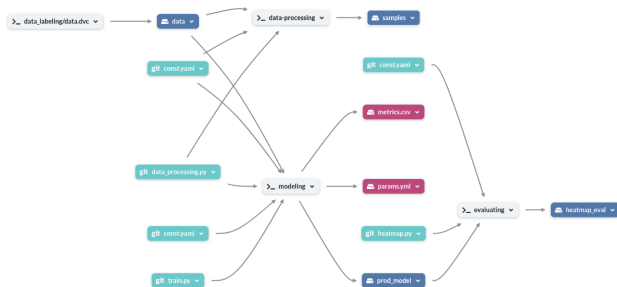 >_ data_labeling/data.dvc
data
>_ data-processing
samples
git const.yaml
git const.yaml
metrics.csv
git data_processing.py
>_ modeling
params.yml
>_ evaluating
heatmap_eval
git const.yaml
git heatmap.py
git train.py
prod_model